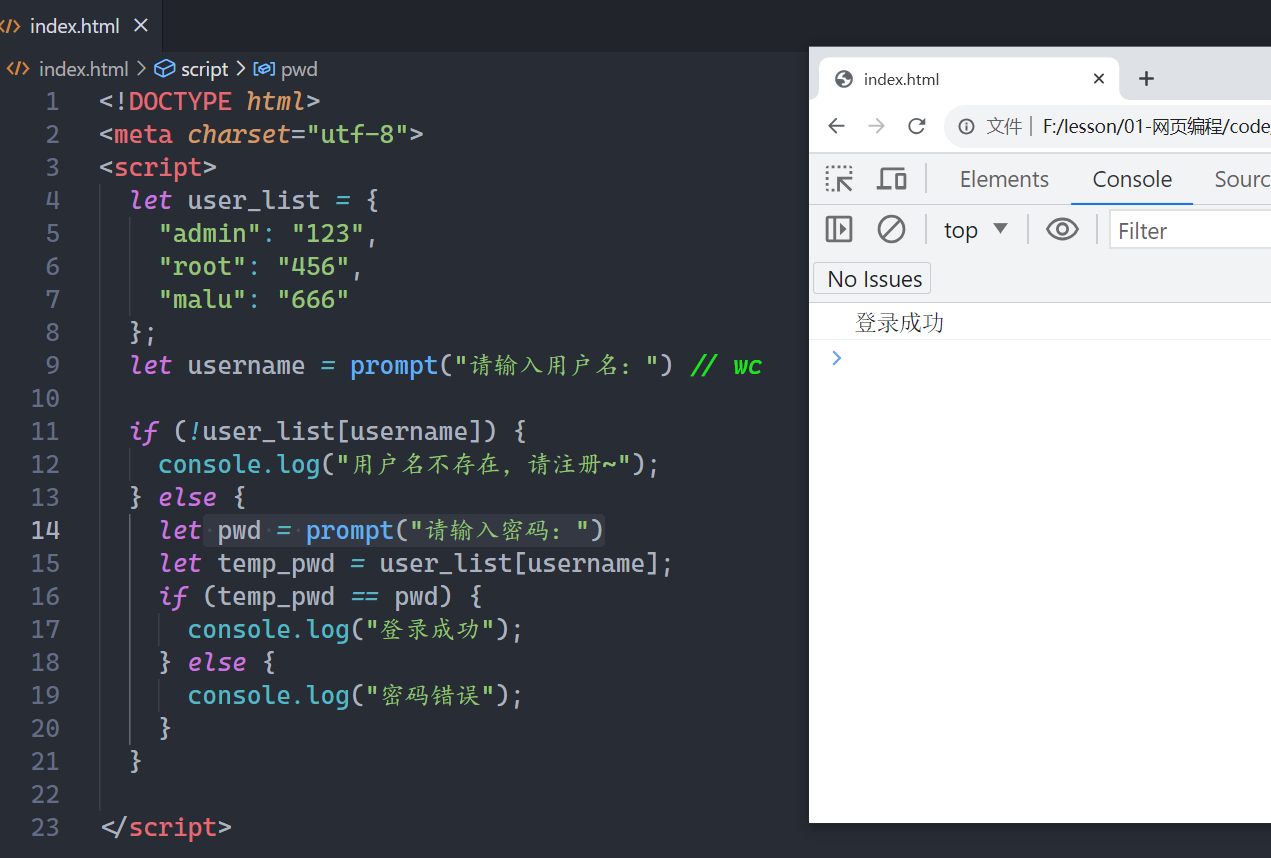 index.html
index.html > script > pwd
1 <!DOCTYPE html>
2 <meta charset="utf-8">
3 <script>
4 let user_list = {
5 "admin": "123",
6 "root": "456",
7 "malu": "666"
8 };
9 let username = prompt("请输入用户名: ") // wc
10
11 if (!user_list[username]) {
12 console.log("用户名不存在，请注册~");
13 } else {
14 let pwd = prompt("请输入密码: ")
15 let temp_pwd = user_list[username];
16 if (temp_pwd == pwd) {
17 console.log("登录成功");
18 } else {
19 console.log("密码错误");
20 }
21 }
22
23 </script>
index.html
文件 | F:/lesson/01-网页编程/code
Elements Console Sourc
top Filter
No Issues
登录成功